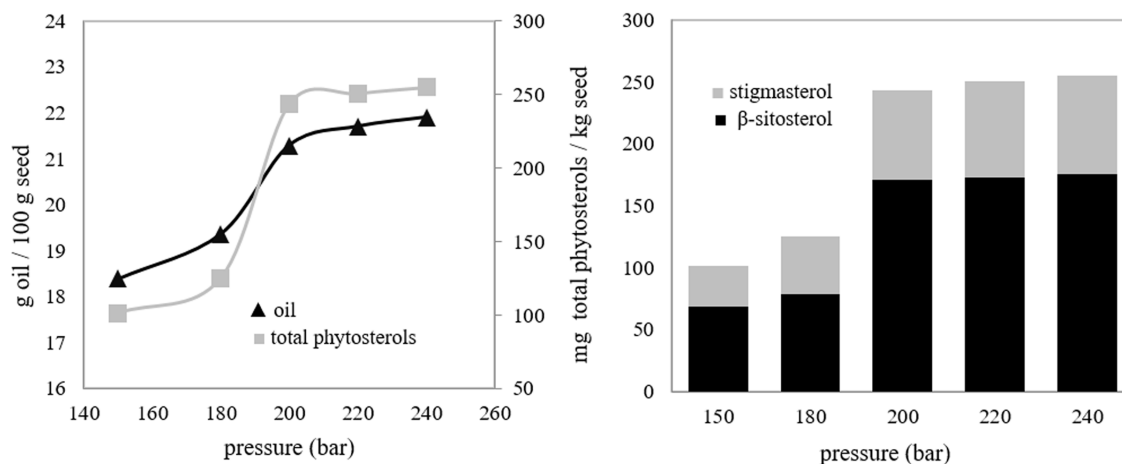 24
23
22
21
20
19
18
17
16
g oil / 100 g seed
300
250
200
150
100
50
mg total phytosterols / kg seed
oil
total phytosterols
140 160 180 200 220 240 260
pressure (bar)
300
250
200
150
100
50
0
stigmasterol
β-sitosterol
150 180 200 220 240
pressure (bar)